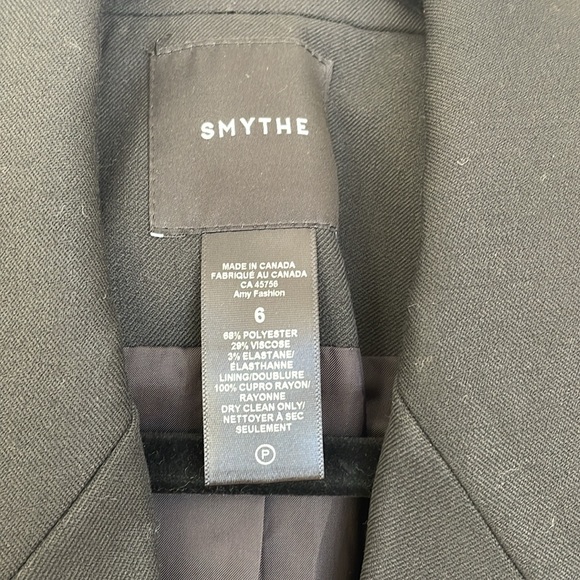 SMYTHE
MADE IN CANADA
FABRIQUÉ AU CANADA
CA 45756
Amy Fashion
6
68% POLYESTER
29% VISCOSE
3% ELASTANE/
ÉLASTHANNE
LINING/DOUBLURE
100% CUPRO RAYON/
RAYONNE
DRY CLEAN ONLY/
NETTOYER À SEC
SEULEMENT
P